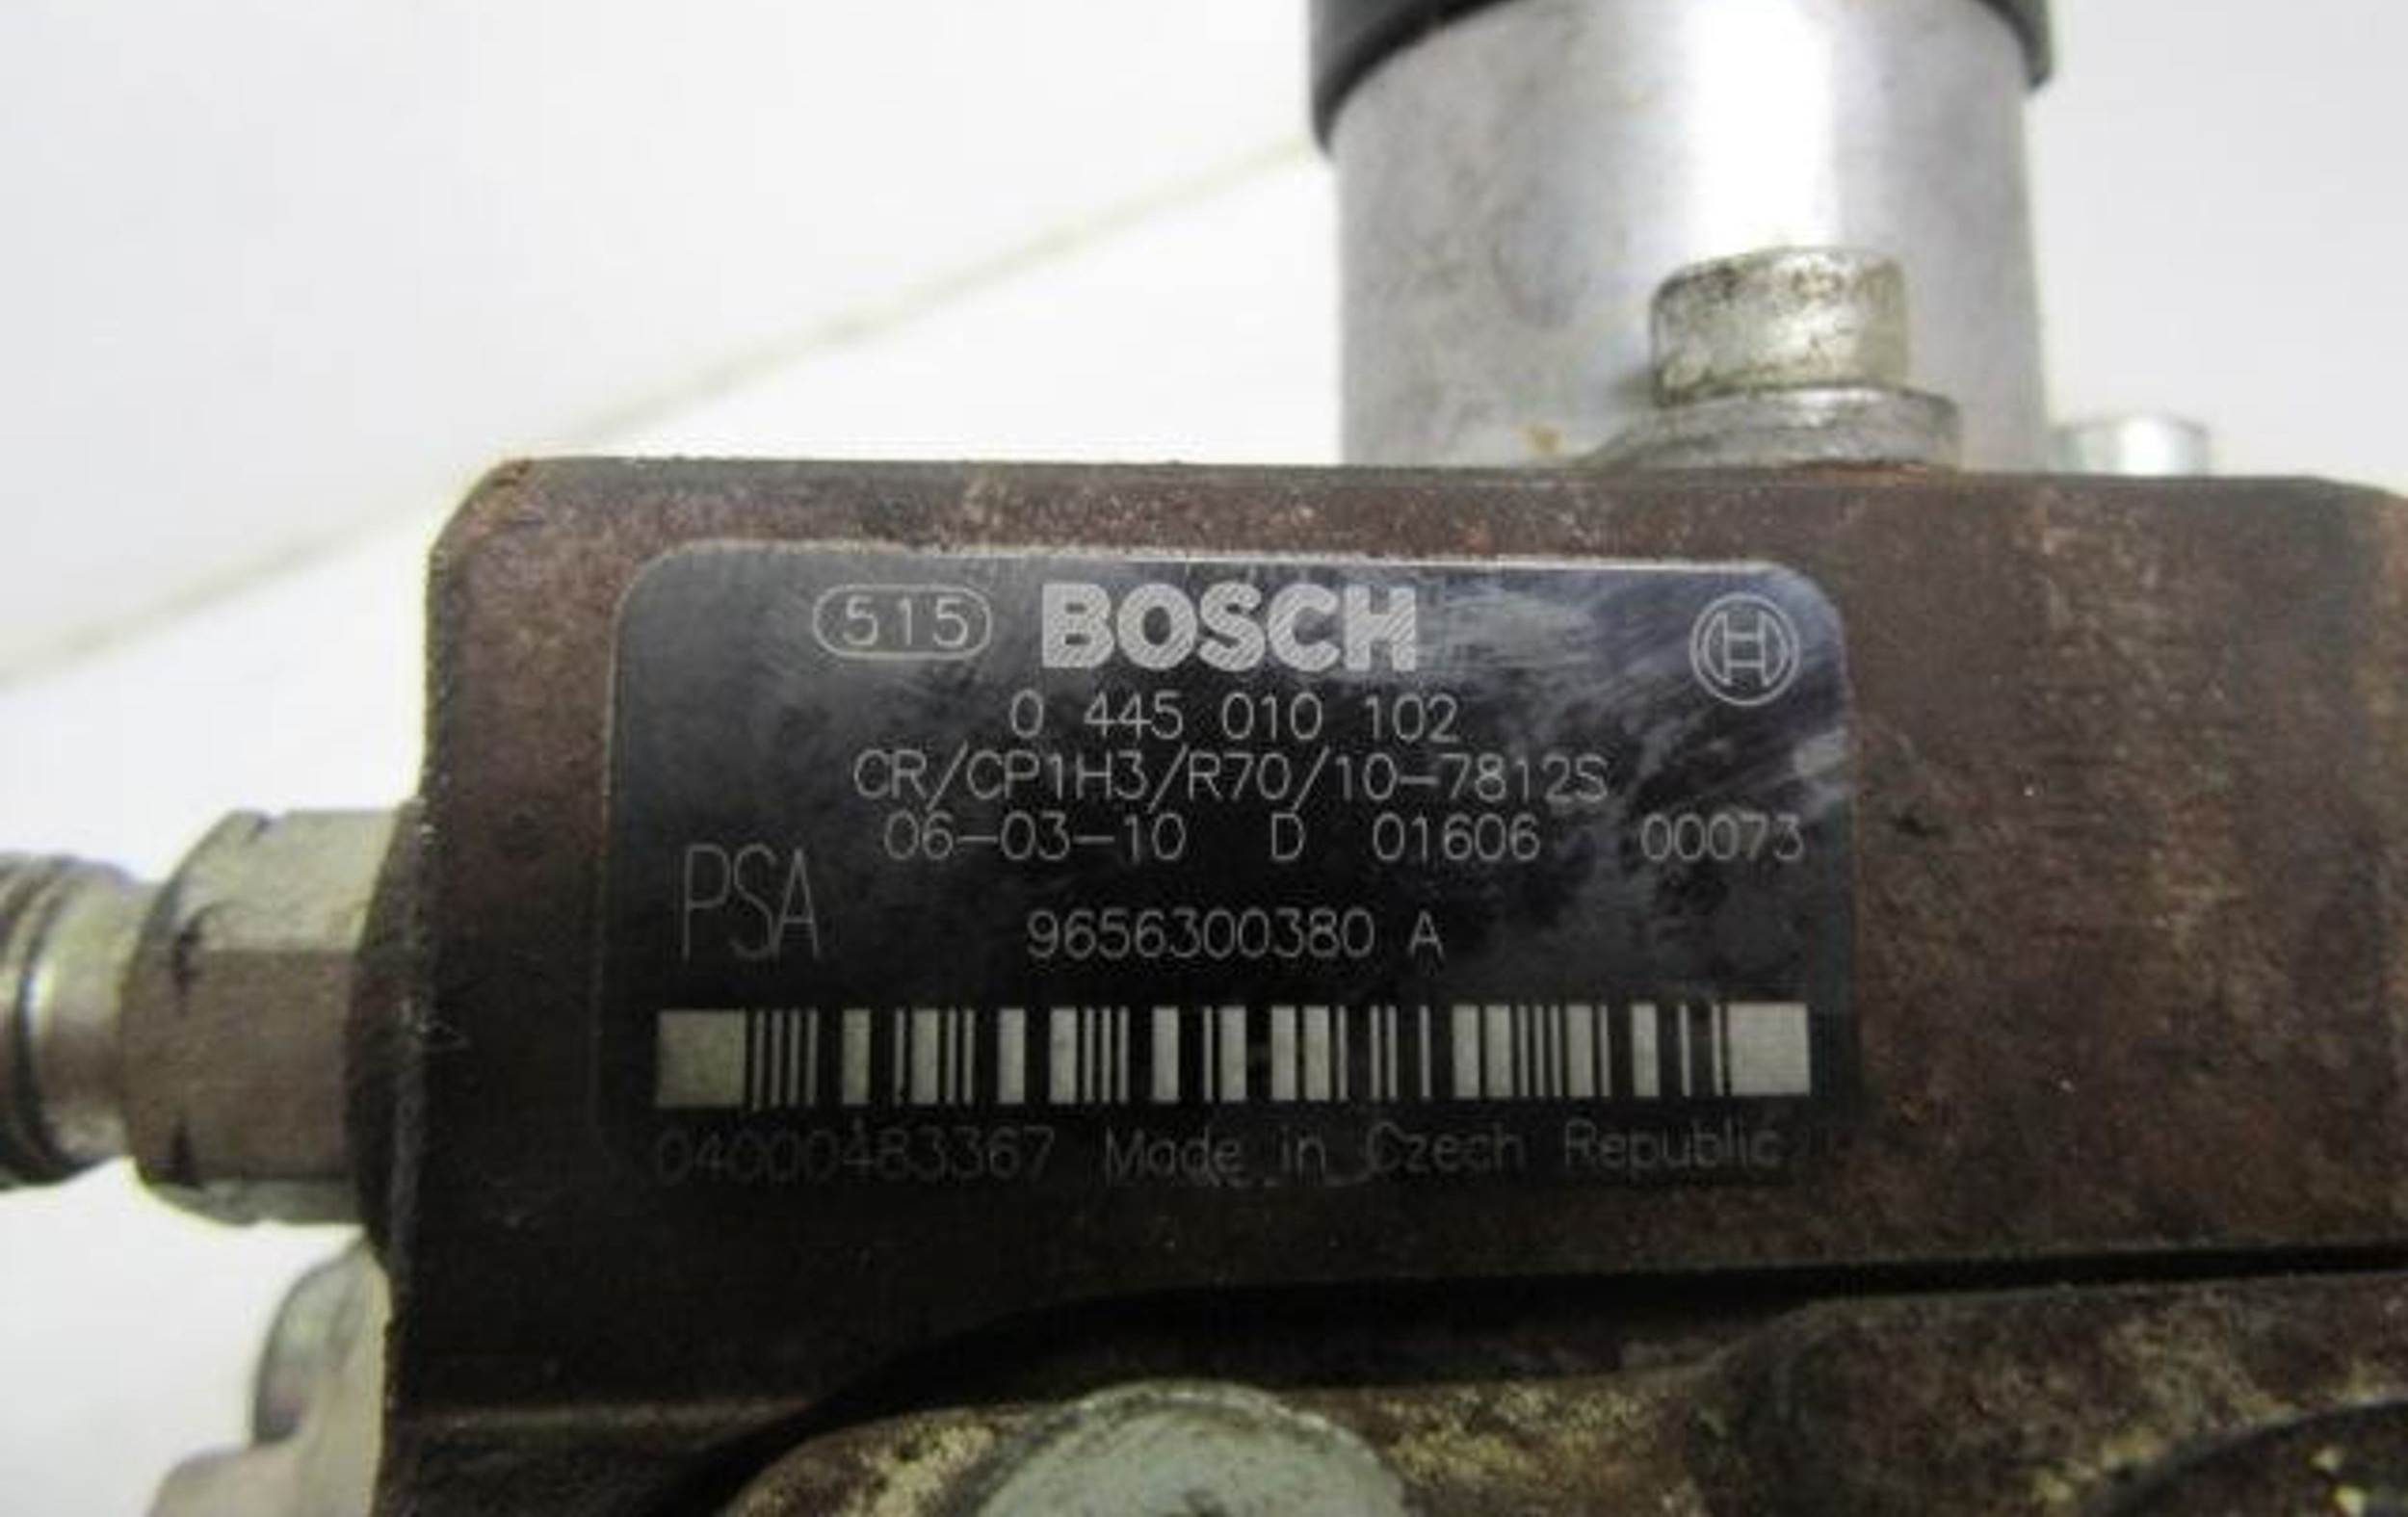 515 BOSCH
0 445 010 102
CR/CP1H3/R70/10-7812S
06-03-10 D 01606 00073
PSA 9656300380 A
04000483367 Made in Czech Republic